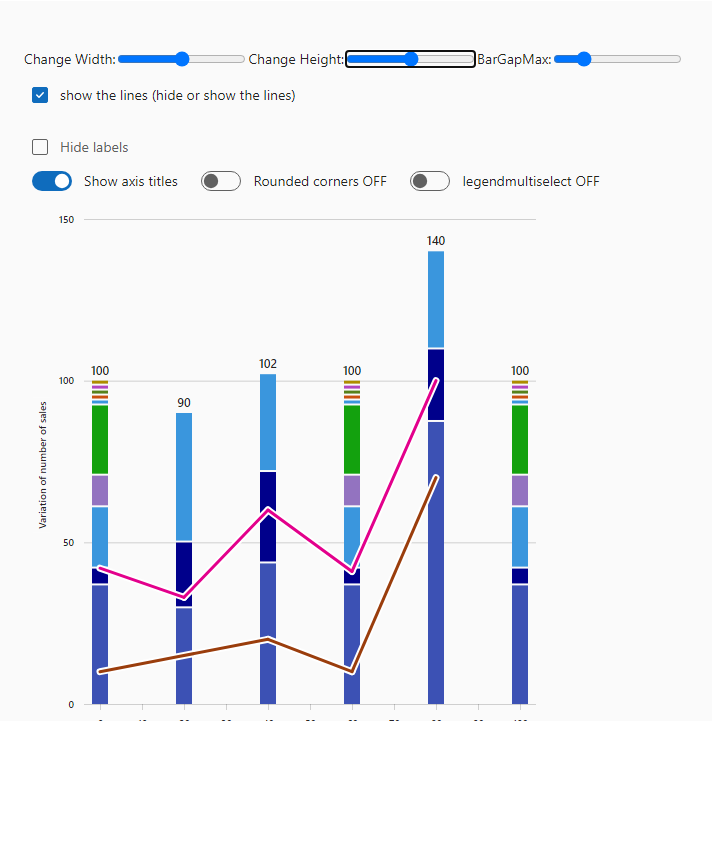 Change Width: Change Height: BarGapMax:
show the lines (hide or show the lines)
Hide labels
Show axis titles Rounded corners OFF legendmultiselect OFF
150
140
102
100 100 100
100
90
Variation of number of sales
50
0